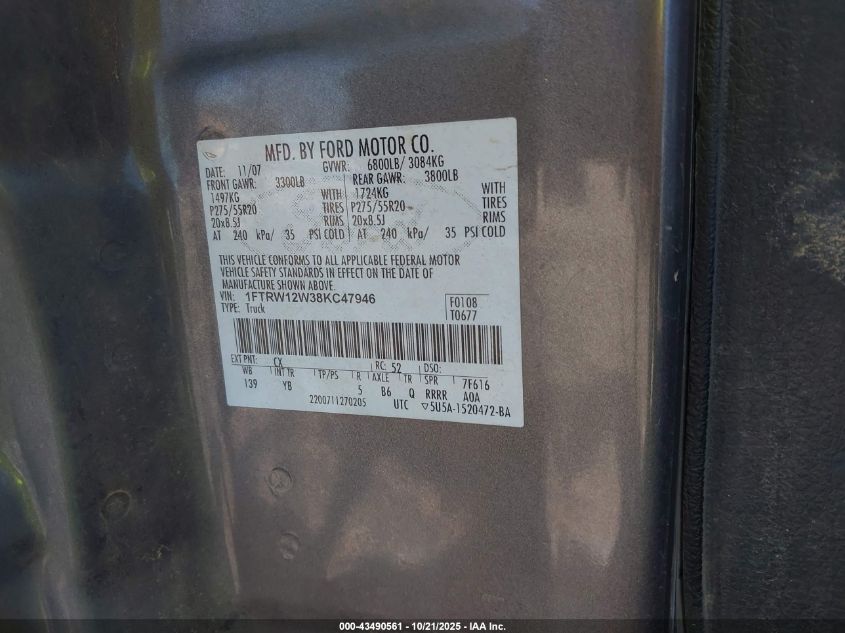 MFD. BY FORD MOTOR CO.
DATE: 11/07 GVWR: 6800LB/ 3084KG
FRONT GAWR: 3300LB REAR GAWR: 3800LB
1497KG WITH 1724KG WITH
P275/55R20 TIRES P275/55R20 TIRES
20x8.5J RIMS 20x8.5J RIMS
AT 240 kPa/ 35 PSI COLD AT 240 kPa/ 35 PSI COLD
THIS VEHICLE CONFORMS TO ALL APPLICABLE FEDERAL MOTOR
VEHICLE SAFETY STANDARDS IN EFFECT ON THE DATE OF
MANUFACTURE SHOWN ABOVE.
VIN: 1FTRW12W38KC47946 F0108
TYPE: Truck T0677
EXT PNT: CX RC: 52 DSO:
WB INT TR TP/PS R AXLE TR SPR 7F616
139 YB 5 B6 Q RRRR AOA
2200711270205 UTC ▽5U5A-1520472-BA
000-43490561 - 10/21/2025 - IAA Inc.